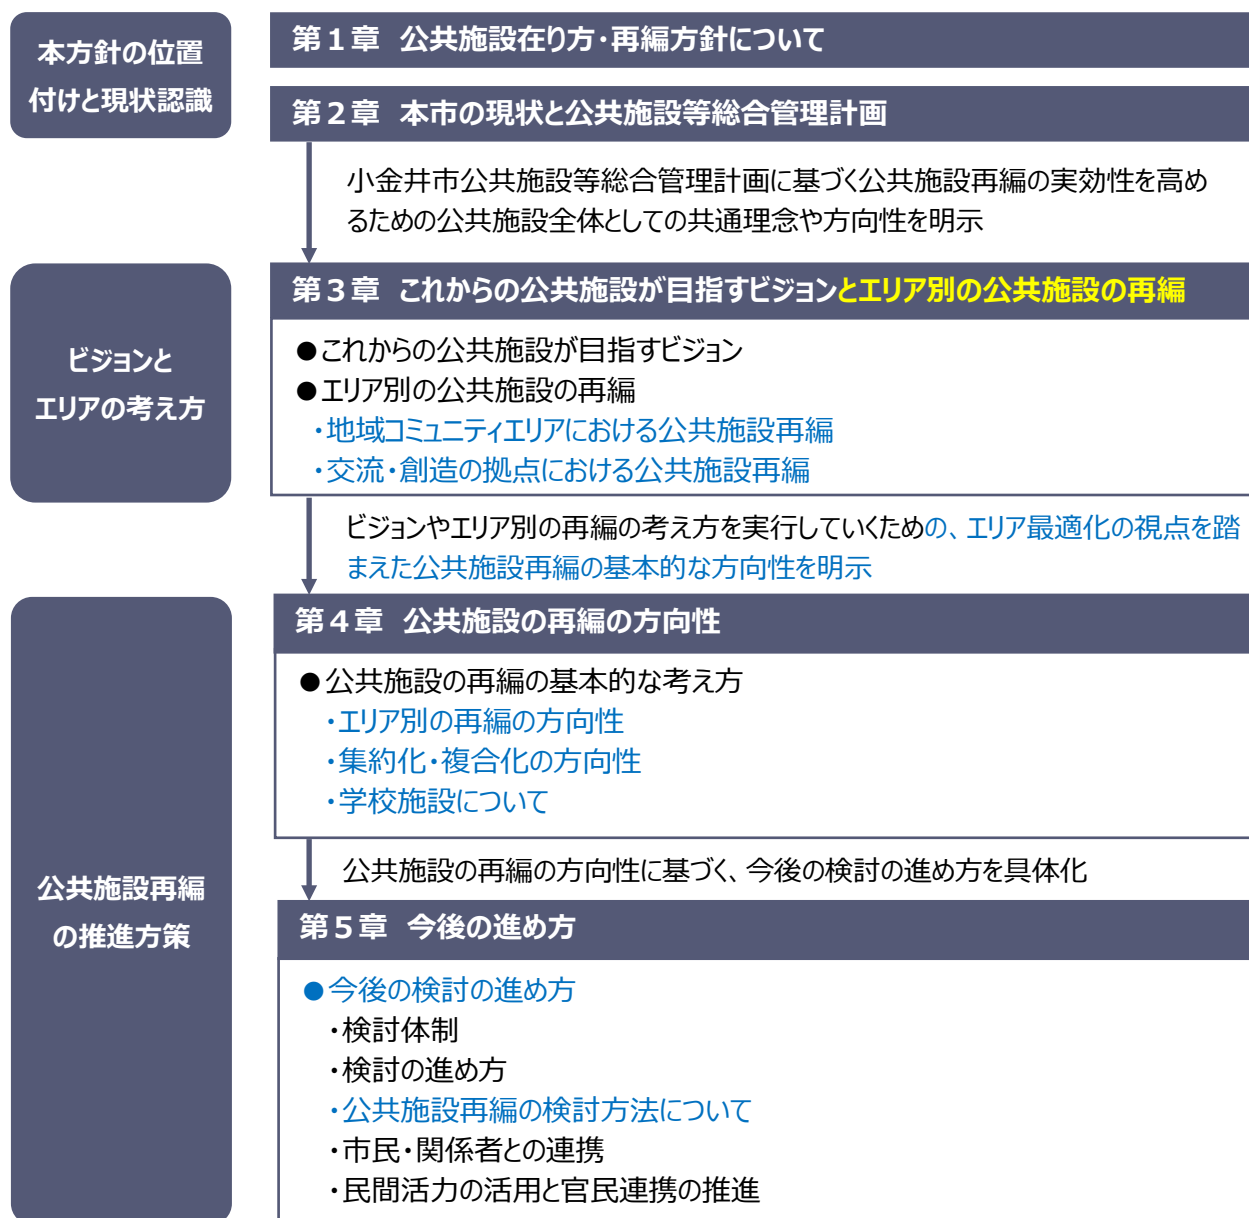 本方針の位置
付けと現状認識
第１章 公共施設在り方・再編方針について
第２章 本市の現状と公共施設等総合管理計画
小金井市公共施設等総合管理計画に基づく公共施設再編の実効性を高め
るための公共施設全体としての共通理念や方向性を明示
ビジョンと
エリアの考え方
第３章 これからの公共施設が目指すビジョンとエリア別の公共施設の再編
●これからの公共施設が目指すビジョン
●エリア別の公共施設の再編
・地域コミュニティエリアにおける公共施設再編
・交流・創造の拠点における公共施設再編
ビジョンやエリア別の再編の考え方を実行していくための、エリア最適化の視点を踏
まえた公共施設再編の基本的な方向性を明示
公共施設再編
の推進方策
第４章 公共施設の再編の方向性
●公共施設の再編の基本的な考え方
・エリア別の再編の方向性
・集約化・複合化の方向性
・学校施設について
公共施設の再編の方向性に基づく、今後の検討の進め方を具体化
第５章 今後の進め方
●今後の検討の進め方
・検討体制
・検討の進め方
・公共施設再編の検討方法について
・市民・関係者との連携
・民間活力の活用と官民連携の推進